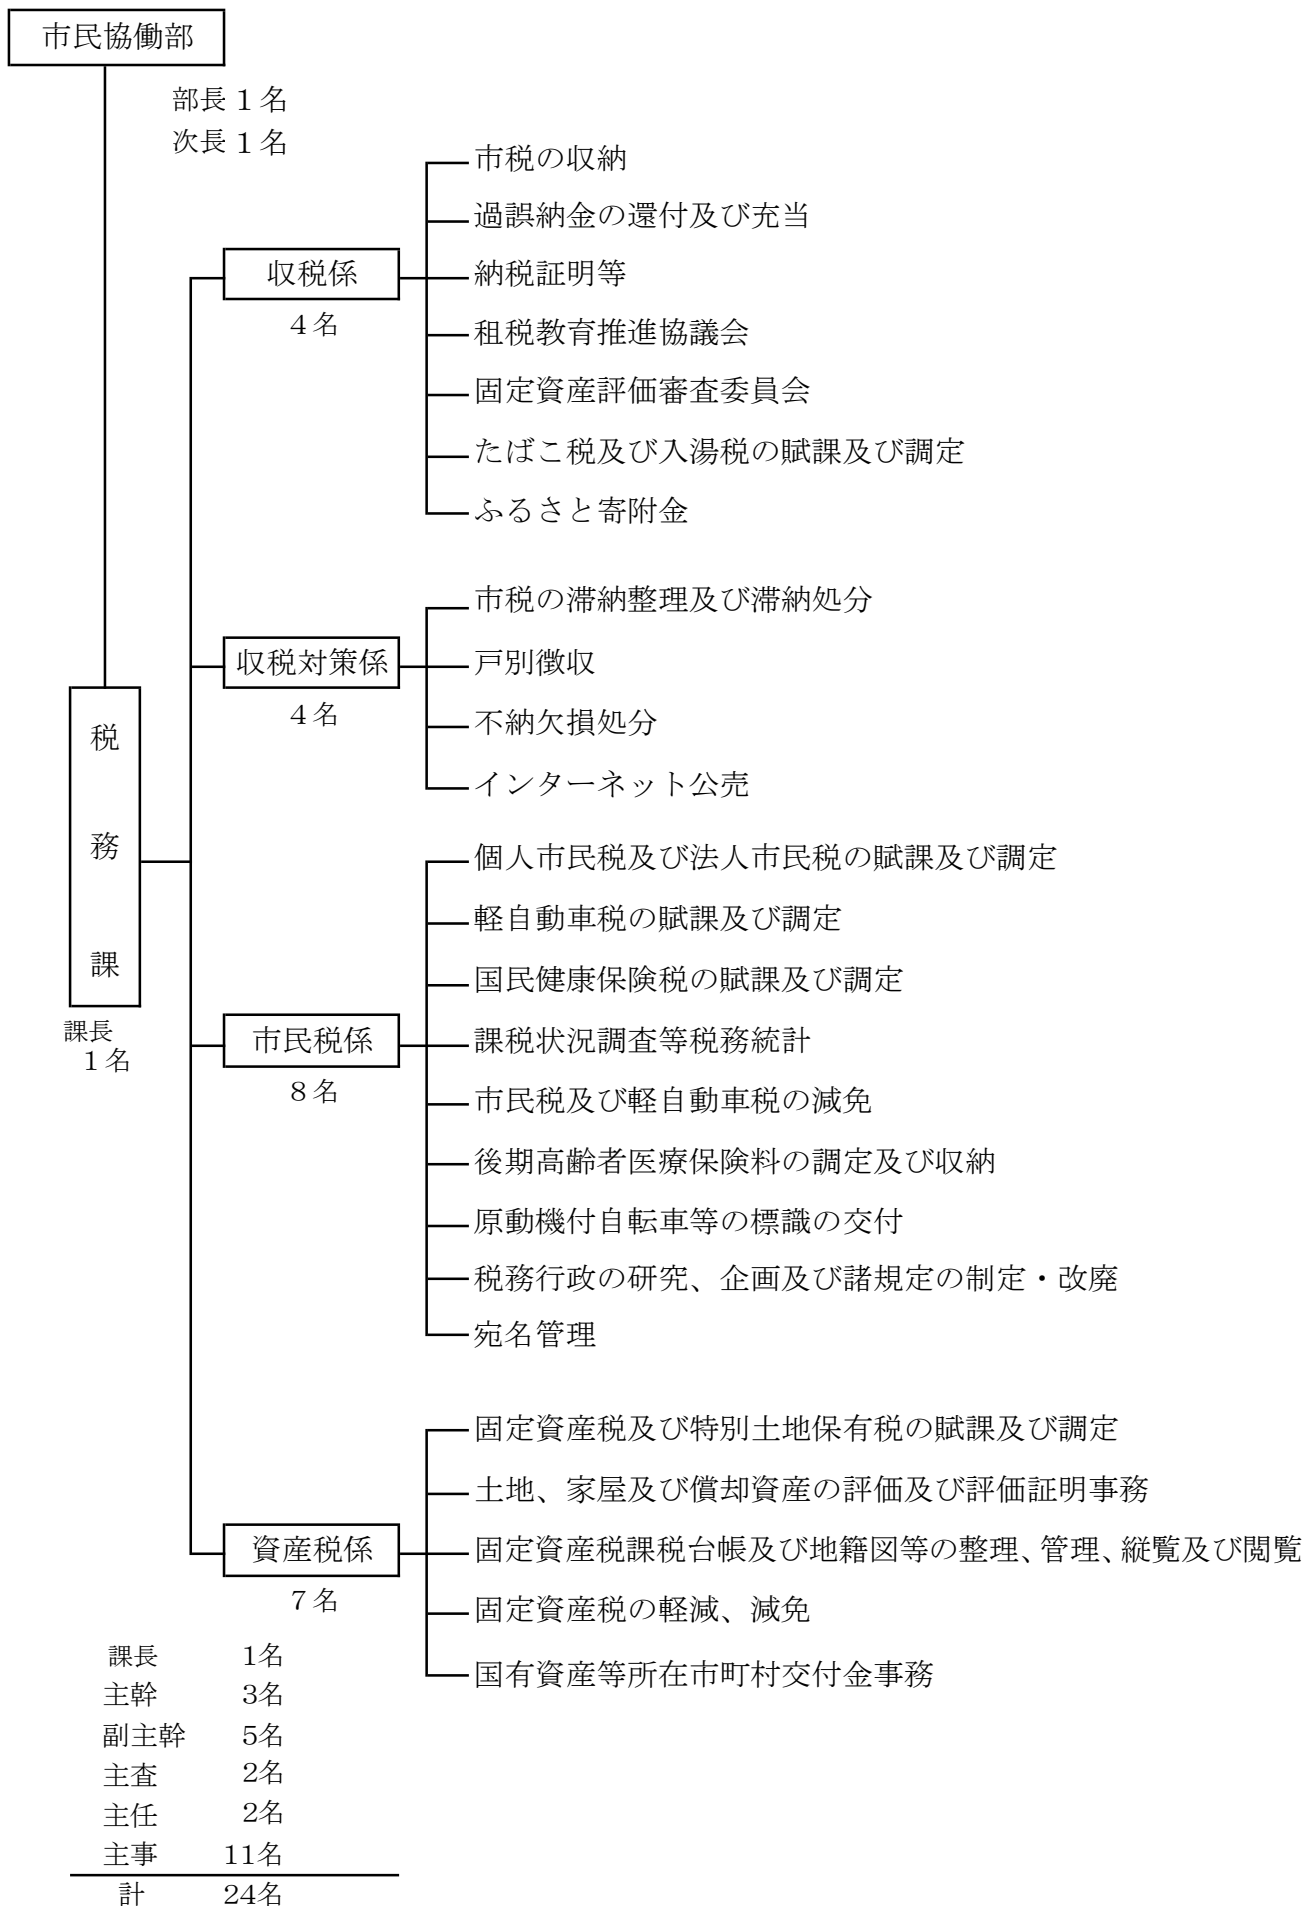 市民協働部
部長１名
次長１名
収税係
４名
市税の収納
過誤納金の還付及び充当
納税証明等
租税教育推進協議会
固定資産評価審査委員会
たばこ税及び入湯税の賦課及び調定
ふるさと寄附金
収税対策係
４名
市税の滞納整理及び滞納処分
戸別徴収
不納欠損処分
インターネット公売
税務課
課長
１名
市民税係
８名
個人市民税及び法人市民税の賦課及び調定
軽自動車税の賦課及び調定
国民健康保険税の賦課及び調定
課税状況調査等税務統計
市民税及び軽自動車税の減免
後期高齢者医療保険料の調定及び収納
原動機付自転車等の標識の交付
税務行政の研究、企画及び諸規定の制定・改廃
宛名管理
資産税係
７名
固定資産税及び特別土地保有税の賦課及び調定
土地、家屋及び償却資産の評価及び評価証明事務
固定資産税課税台帳及び地籍図等の整理、管理、縦覧及び閲覧
固定資産税の軽減、減免
国有資産等所在市町村交付金事務
課長 1名
主幹 3名
副主幹 5名
主査 2名
主任 2名
主事 11名
計 24名